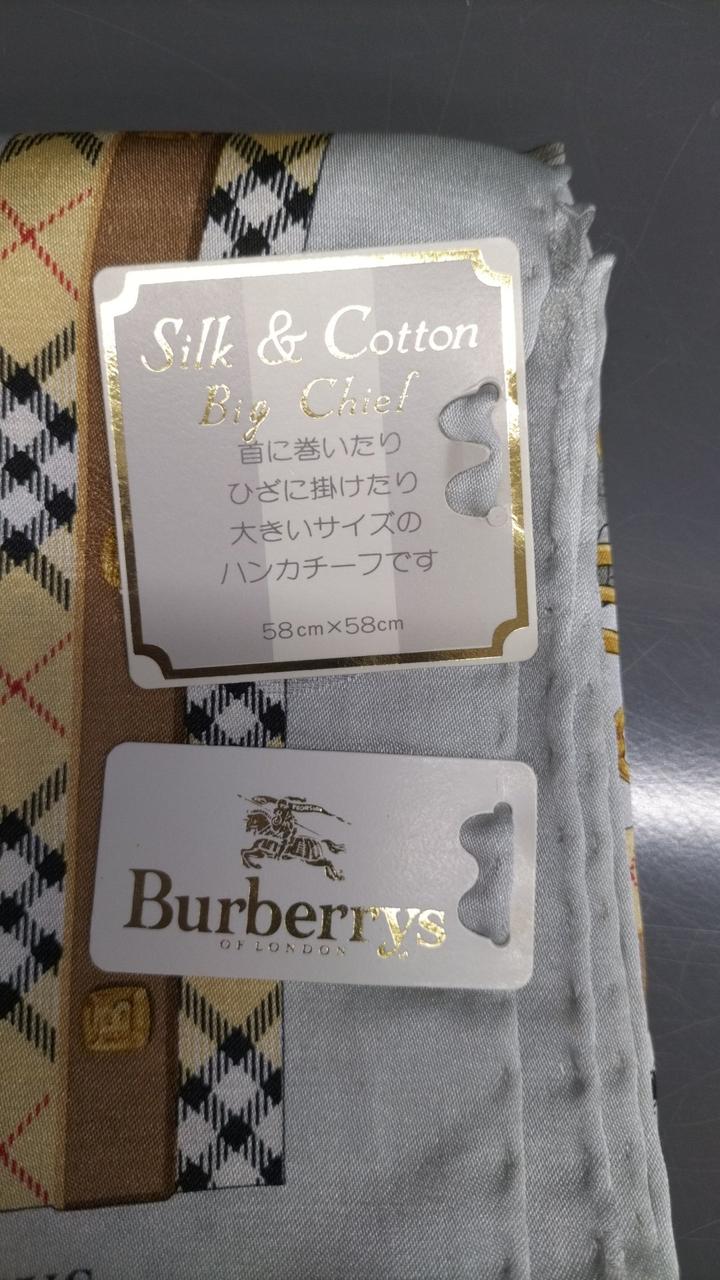 Silk & Cotton
Big Chief
首に巻いたり
ひざに掛けたり
大きいサイズの
ハンカチーフです
58cm×58cm
Burberrys
OF LONDON
B